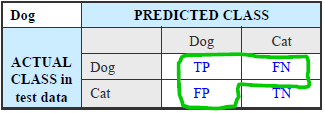 Dog PREDICTED CLASS
ACTUAL CLASS in test data Dog Cat
Dog TP FN
Cat FP TN